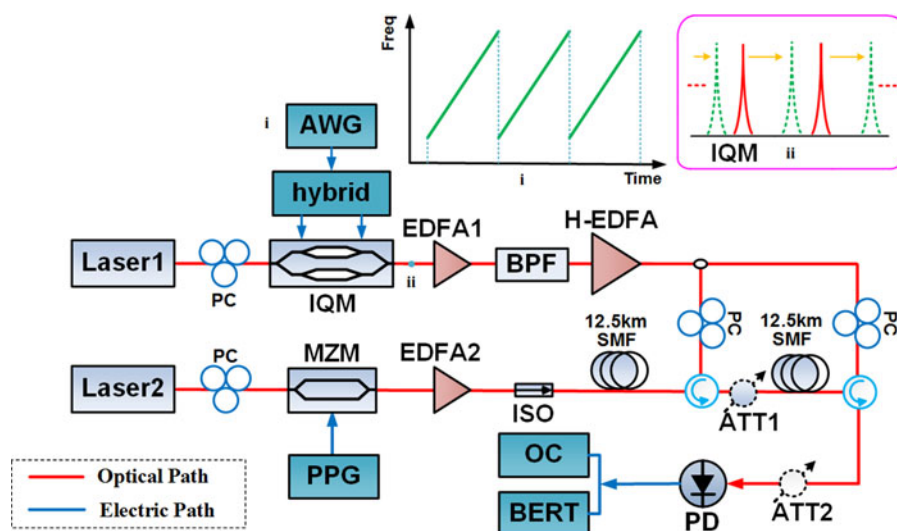 Freq
i
Time
IQM
ii
i
AWG
hybrid
EDFA1
H-EDFA
Laser1
PC
IQM
ii
BPF
PC
PC
12.5km
SMF
12.5km
SMF
Laser2
PC
MZM
EDFA2
ISO
ATT1
PPG
OC
BERT
PD
ATT2
Optical Path
Electric Path